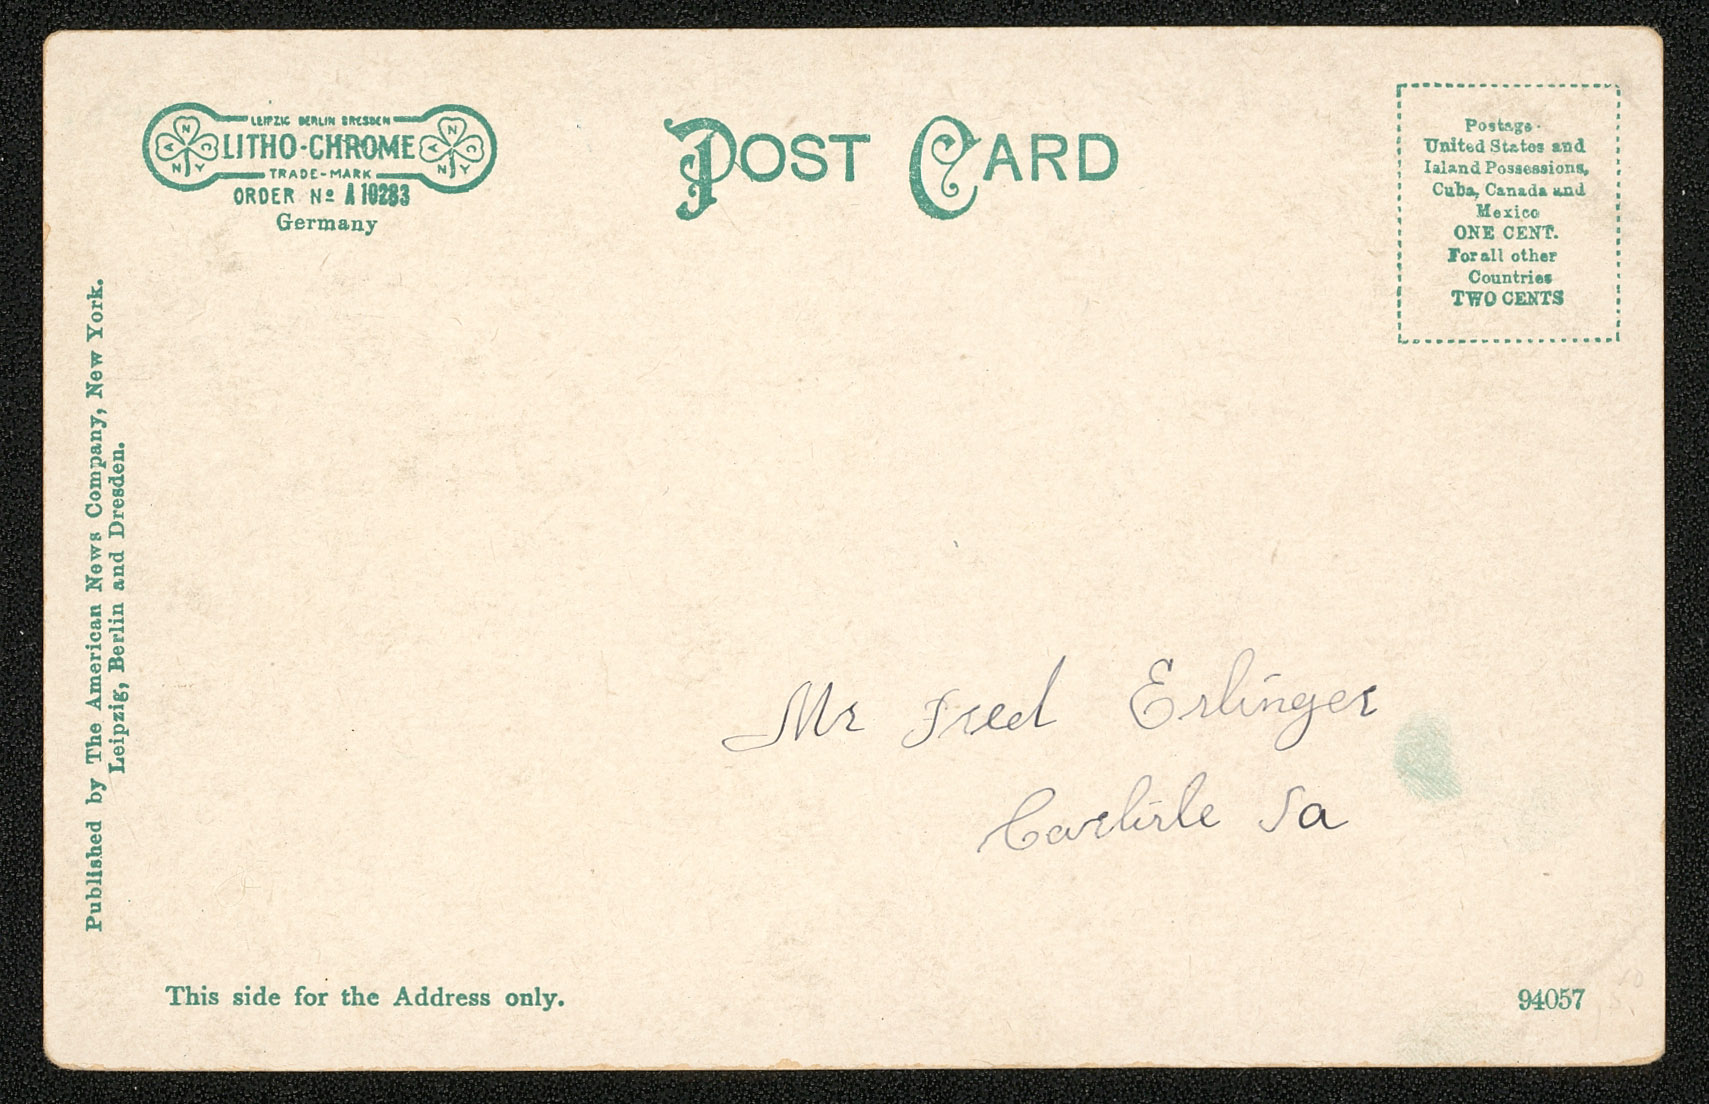 LEIPZIG BERLIN DRESDEN
LITHO-CHROME
TRADE-MARK
ORDER Nº A 10283
Germany
POST CARD
Postage
United States and
Island Possessions,
Cuba, Canada and
Mexico
ONE CENT.
For all other
Countries
TWO CENTS
Published by The American News Company, New York.
Leipzig, Berlin and Dresden.
Mr Fred Erlinger
Carlisle Ia
This side for the Address only.
94057